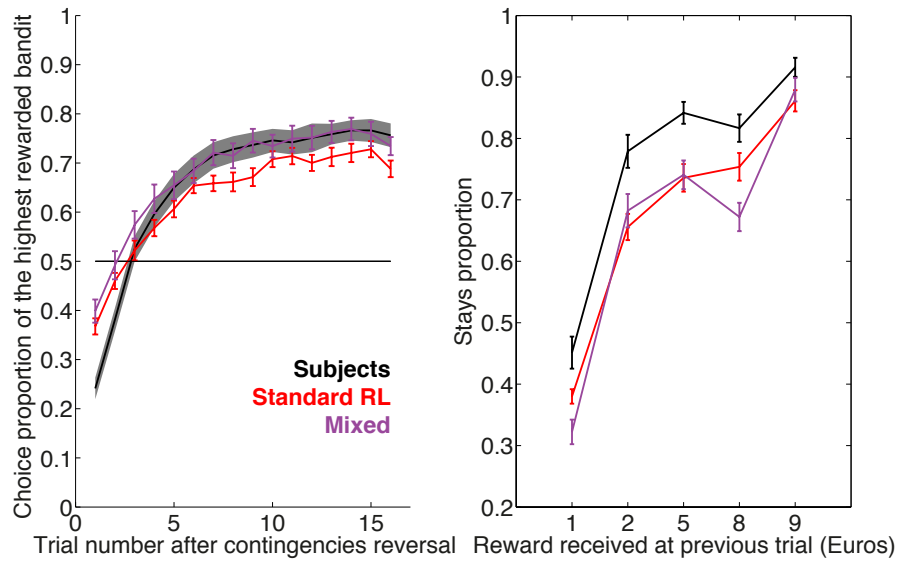 Choice proportion of the highest rewarded bandit
1
0.9
0.8
0.7
0.6
0.5
0.4
0.3
0.2
0.1
0
0 5 10 15
Trial number after contingencies reversal
Subjects
Standard RL
Mixed
Stays proportion
1
0.9
0.8
0.7
0.6
0.5
0.4
0.3
0.2
1 2 5 8 9
Reward received at previous trial (Euros)